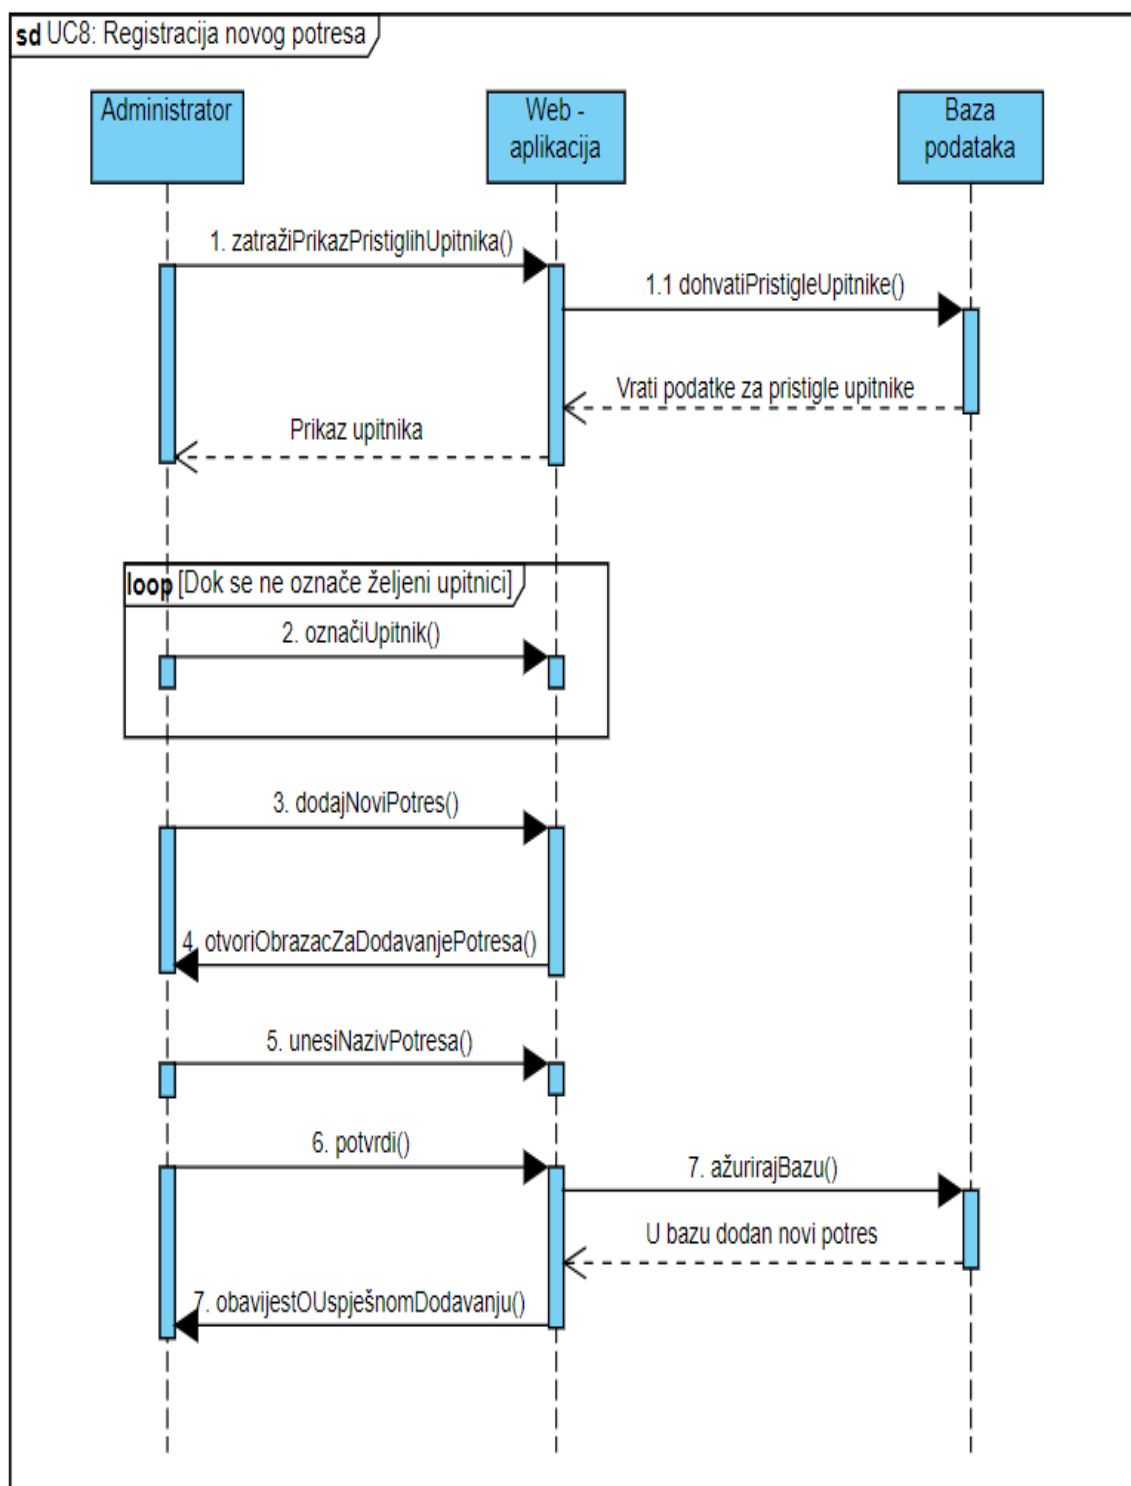 sd UC8: Registracija novog potresa
Administrator
Web -
aplikacija
Baza
podataka
1. zatražiPrikazPristiglihUpitnika()
1.1 dohvatiPristigleUpitnike()
Vrati podatke za pristigle upitnike
Prikaz upitnika
loop [Dok se ne označe željeni upitnici]
2. označiUpitnik()
3. dodajNoviPotres()
4. otvoriObrazacZaDodavanjePotresa()
5. unesiNazivPotresa()
6. potvrdi()
7. ažurirajBazu()
U bazu dodan novi potres
7. obavijestOUspješnomDodavanju()